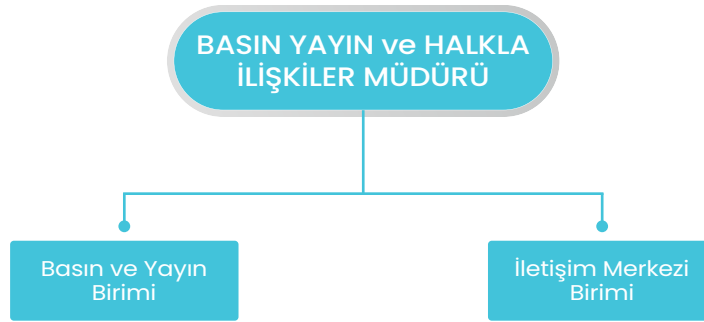 BASIN YAYIN ve HALKLA
İLİŞKİLER MÜDÜRÜ
Basın ve Yayın
Birimi
İletişim Merkezi
Birimi